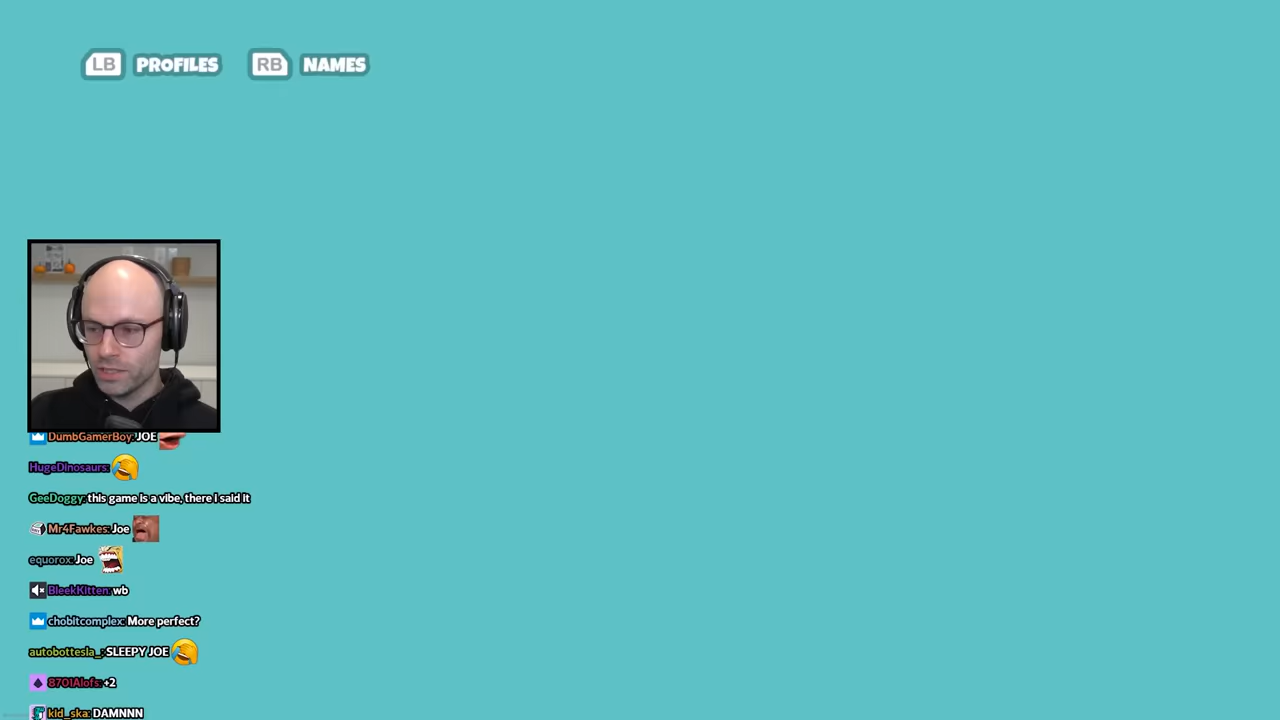 LB PROFILES RB NAMES
DumbGamerBoy: JOE
HugeDinosaurs:
GeeDoggy: this game is a vibe, there I said it
Mr4Fawkes: Joe
equorox: Joe
BleekKitten: wb
chobitcomplex: More perfect?
autobottesla_: SLEEPY JOE
8701Alofs: +2
kid_ska: DAMNNN